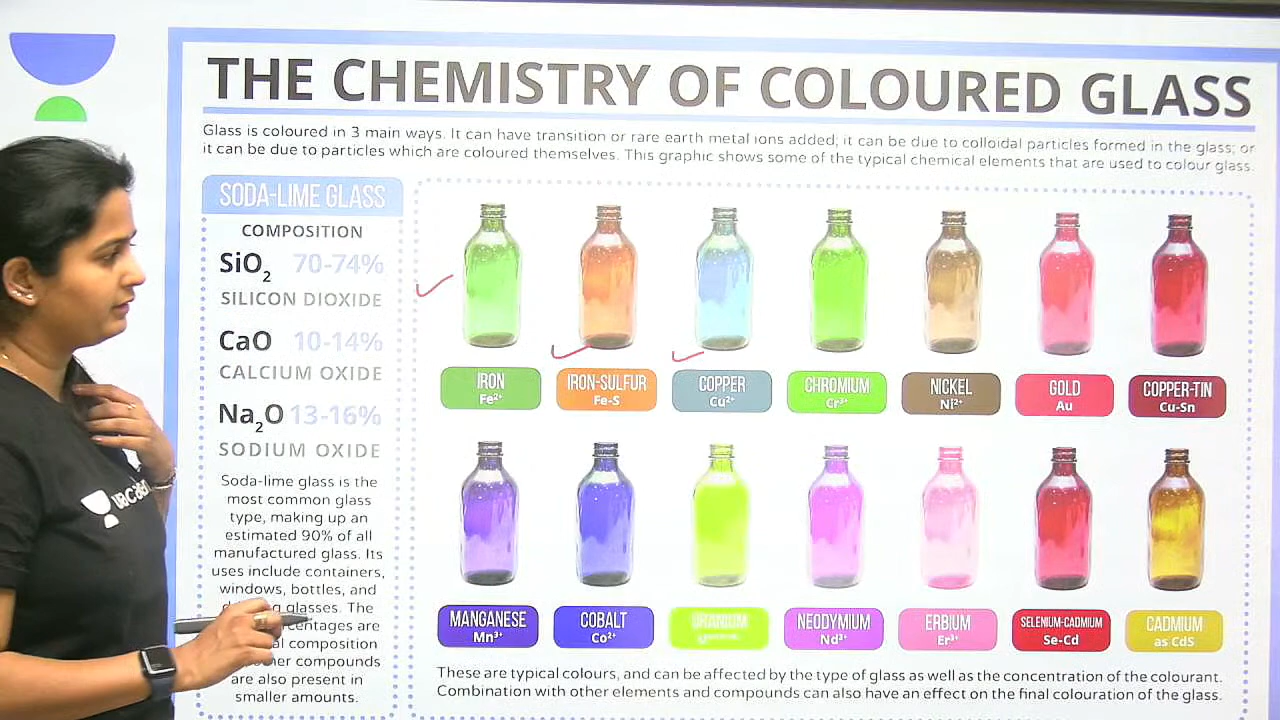 THE CHEMISTRY OF COLOURED GLASS
Glass is coloured in 3 main ways. It can have transition or rare earth metal ions added; it can be due to colloidal particles formed in the glass; or
it can be due to particles which are coloured themselves. This graphic shows some of the typical chemical elements that are used to colour glass.
SODA-LIME GLASS
COMPOSITION
SiO₂ 70-74%
SILICON DIOXIDE
CaO 10-14%
CALCIUM OXIDE
Na₂O 13-16%
SODIUM OXIDE
Soda-lime glass is the
most common glass
type, making up an
estimated 90% of all
manufactured glass. Its
uses include containers,
windows, bottles, and
glasses. The
are
composition
compounds
are also present in
smaller amounts.
IRON
Fe²⁺
IRON-SULFUR
Fe-S
COPPER
Cu²⁺
CHROMIUM
Cr³⁺
NICKEL
Ni²⁺
GOLD
Au
COPPER-TIN
Cu-Sn
MANGANESE
Mn³⁺
COBALT
Co²⁺
URANIUM
NEODYMIUM
Nd³⁺
ERBIUM
Er³⁺
SELENIUM-CADMIUM
Se-Cd
CADMIUM
as CdS
These are typical colours, and can be affected by the type of glass as well as the concentration of the colourant.
Combination with other elements and compounds can also have an effect on the final colouration of the glass.